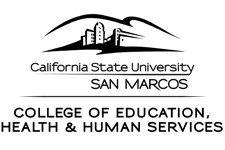 California State University
SAN MARCOS
COLLEGE OF EDUCATION,
HEALTH & HUMAN SERVICES